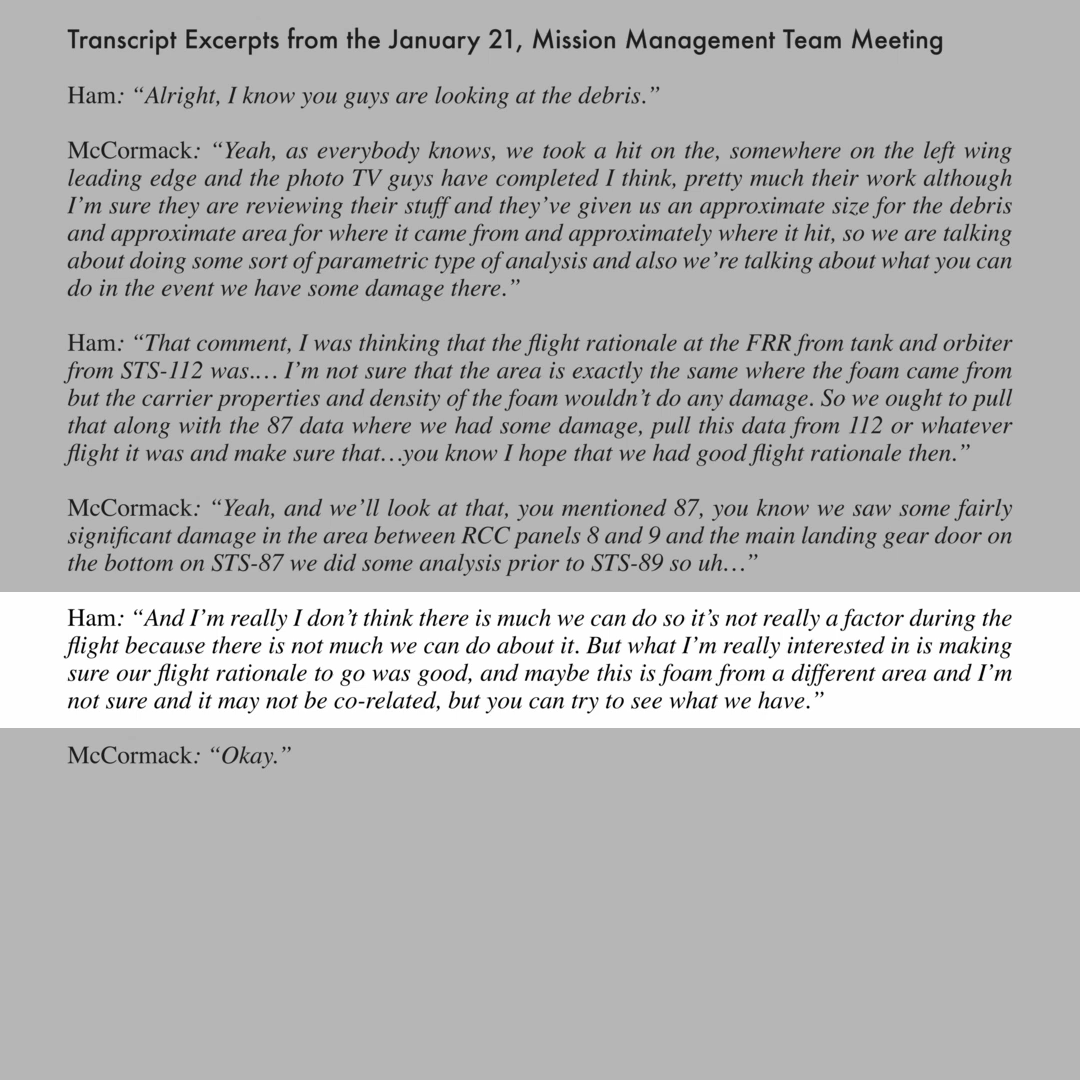 Transcript Excerpts from the January 21, Mission Management Team Meeting
Ham: “Alright, I know you guys are looking at the debris.”
McCormack: “Yeah, as everybody knows, we took a hit on the, somewhere on the left wing
leading edge and the photo TV guys have completed I think, pretty much their work although
I’m sure they are reviewing their stuff and they’ve given us an approximate size for the debris
and approximate area for where it came from and approximately where it hit, so we are talking
about doing some sort of parametric type of analysis and also we’re talking about what you can
do in the event we have some damage there.”
Ham: “That comment, I was thinking that the flight rationale at the FRR from tank and orbiter
from STS-112 was.… I’m not sure that the area is exactly the same where the foam came from
but the carrier properties and density of the foam wouldn’t do any damage. So we ought to pull
that along with the 87 data where we had some damage, pull this data from 112 or whatever
flight it was and make sure that…you know I hope that we had good flight rationale then.”
McCormack: “Yeah, and we’ll look at that, you mentioned 87, you know we saw some fairly
significant damage in the area between RCC panels 8 and 9 and the main landing gear door on
the bottom on STS-87 we did some analysis prior to STS-89 so uh…”
Ham: “And I’m really I don’t think there is much we can do so it’s not really a factor during the
flight because there is not much we can do about it. But what I’m really interested in is making
sure our flight rationale to go was good, and maybe this is foam from a different area and I’m
not sure and it may not be co-related, but you can try to see what we have.”
McCormack: “Okay.”